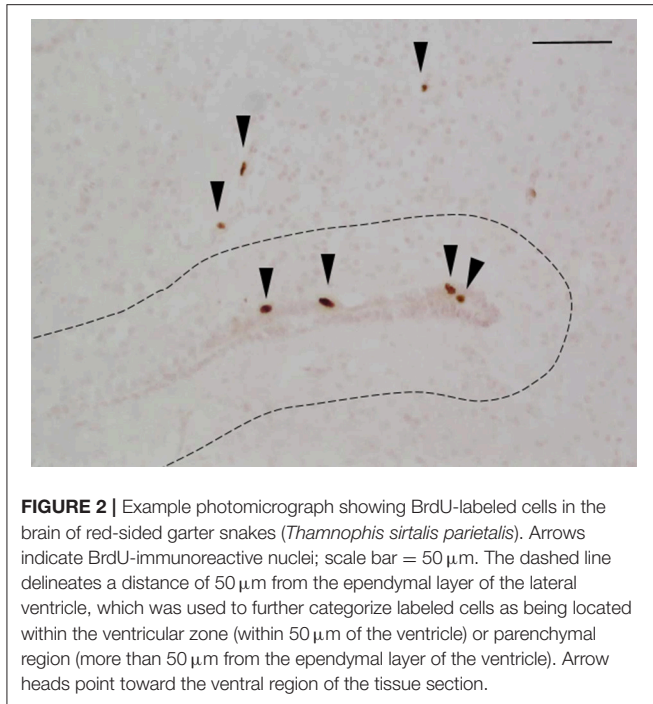 FIGURE 2 | Example photomicrograph showing BrdU-labeled cells in the
brain of red-sided garter snakes (Thamnophis sirtalis parietalis). Arrows
indicate BrdU-immunoreactive nuclei; scale bar = 50 μm. The dashed line
delineates a distance of 50 μm from the ependymal layer of the lateral
ventricle, which was used to further categorize labeled cells as being located
within the ventricular zone (within 50 μm of the ventricle) or parenchymal
region (more than 50 μm from the ependymal layer of the ventricle). Arrow
heads point toward the ventral region of the tissue section.